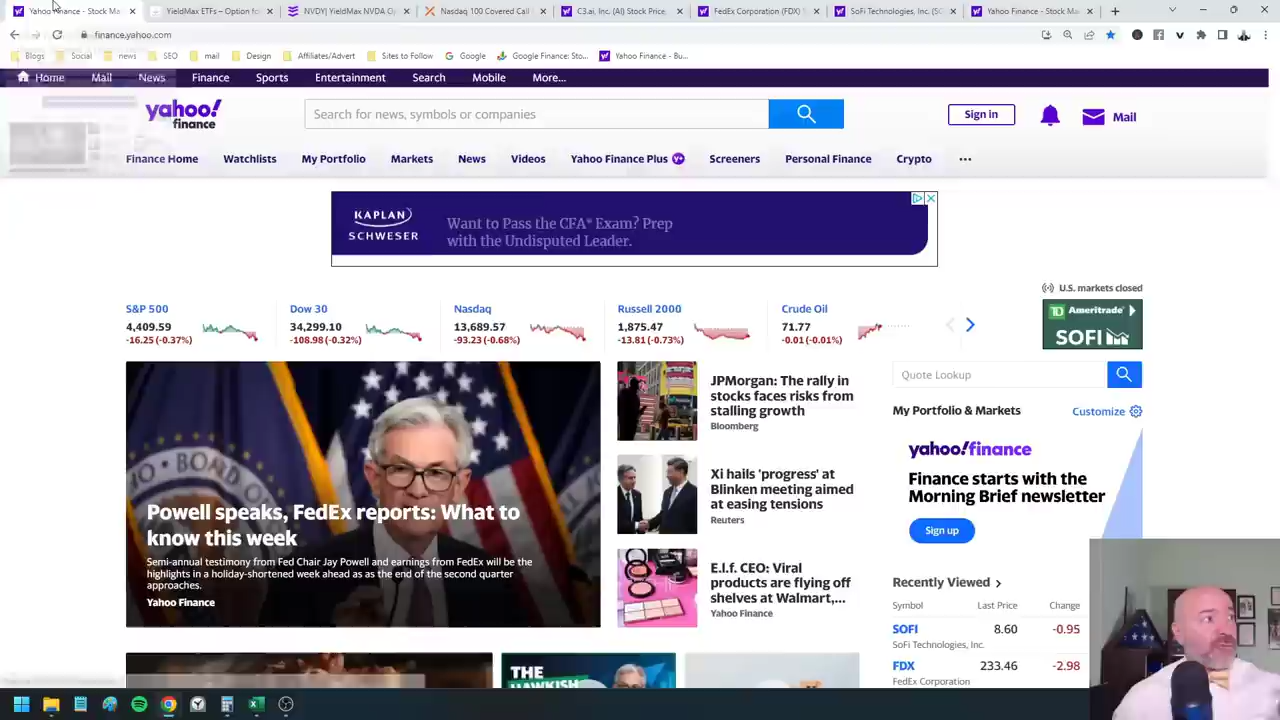 Yahoo Finance - Stock Ma
YieldMax ETFs – Option fo
NVDY| YieldMax NVDA Op
Nasdaq 100 Covered Call
C3.ai, Inc. (AI) Stock Price,
FedEx Corporation (FDX) S
SoFi Technologies, Inc. (SO
Yahoo Finance - Stock Ma
finance.yahoo.com
Blogs
Social
news
SEO
mail
Design
Affiliates/Advert
Sites to Follow
Google
Google Finance: Sto...
Yahoo Finance - Bu...
Home
Mail
News
Finance
Sports
Entertainment
Search
Mobile
More...
yahoo!
finance
Search for news, symbols or companies
Sign in
Mail
Finance Home
Watchlists
My Portfolio
Markets
News
Videos
Yahoo Finance Plus Y+
Screeners
Personal Finance
Crypto
...
KAPLAN
SCHWESER
Want to Pass the CFA® Exam? Prep
with the Undisputed Leader.
U.S. markets closed
S&P 500
4,409.59
-16.25 (-0.37%)
Dow 30
34,299.10
-108.98 (-0.32%)
Nasdaq
13,689.57
-93.23 (-0.68%)
Russell 2000
1,875.47
-13.81 (-0.73%)
Crude Oil
71.77
-0.01 (-0.01%)
TD Ameritrade
SOFI
Powell speaks, FedEx reports: What to
know this week
Semi-annual testimony from Fed Chair Jay Powell and earnings from FedEx will be the
highlights in a holiday-shortened week ahead as as the end of the second quarter
approaches.
Yahoo Finance
JPMorgan: The rally in
stocks faces risks from
stalling growth
Bloomberg
Xi hails 'progress' at
Blinken meeting aimed
at easing tensions
Reuters
E.l.f. CEO: Viral
products are flying off
shelves at Walmart,...
Yahoo Finance
Quote Lookup
My Portfolio & Markets
Customize
yahoo!finance
Finance starts with the
Morning Brief newsletter
Sign up
Recently Viewed
Symbol
Last Price
Change
SOFI
8.60
-0.95
SoFi Technologies, Inc.
FDX
233.46
-2.98
FedEx Corporation
THE
HAWKISH